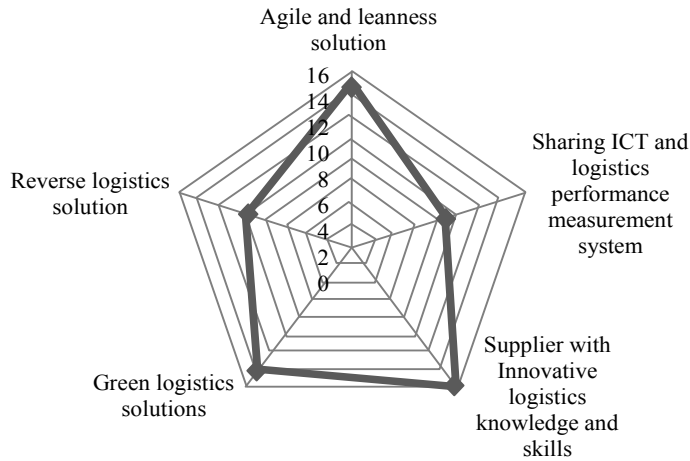 Agile and leanness
solution
16
14
12
10
8
6
4
2
0
Sharing ICT and
logistics
performance
measurement
system
Supplier with
Innovative
logistics
knowledge and
skills
Green logistics
solutions
Reverse logistics
solution